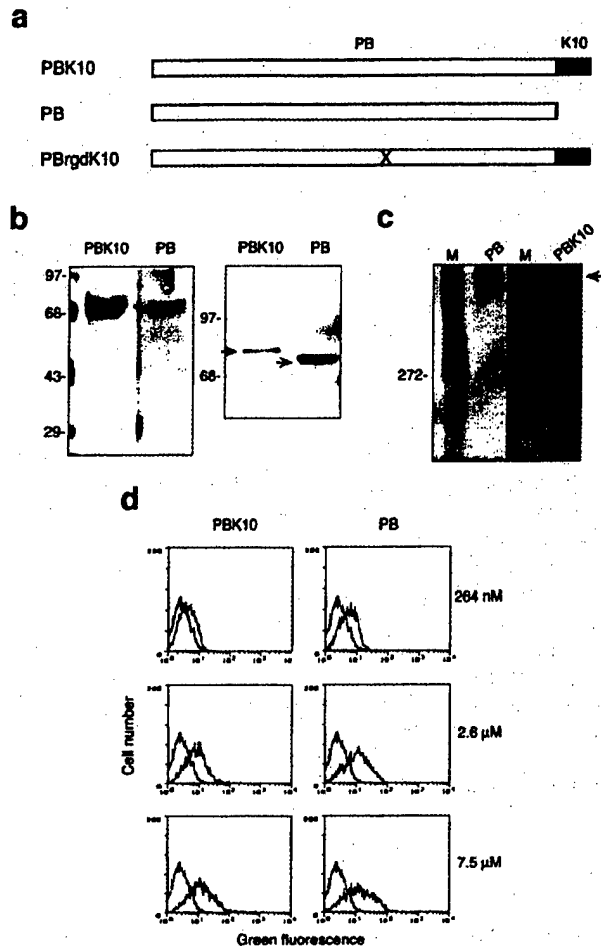 a
PB K10
PBK10
PB
PBrgdK10
X
b
PBK10 PB
97-
68-
43-
29-
PBK10 PB
97-
68-
c
M PB M PBK10
272-
d
PBK10 PB
264 nM
2.6 μM
7.5 μM
Cell number
Green fluorescence